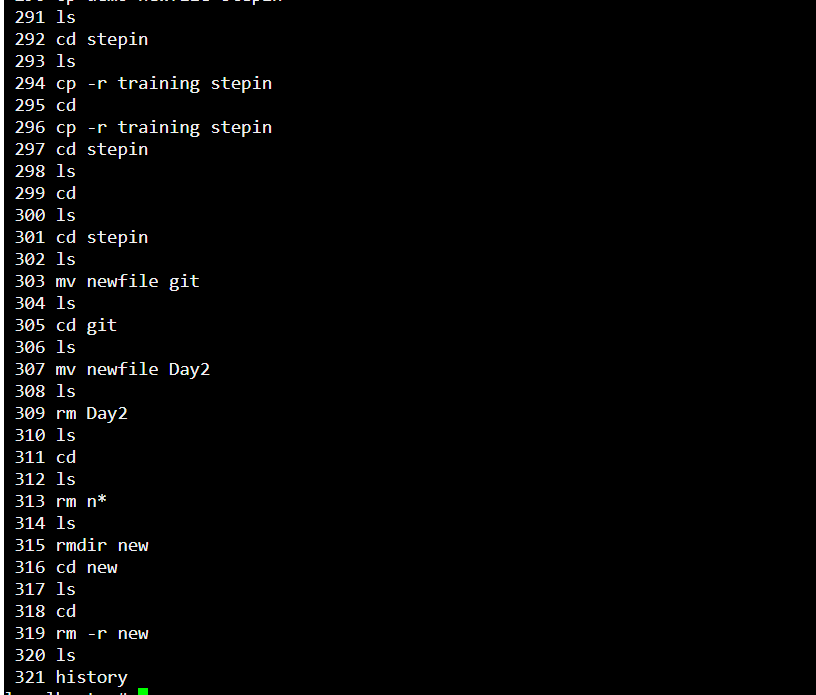 291 ls
292 cd stepin
293 ls
294 cp -r training stepin
295 cd
296 cp -r training stepin
297 cd stepin
298 ls
299 cd
300 ls
301 cd stepin
302 ls
303 mv newfile git
304 ls
305 cd git
306 ls
307 mv newfile Day2
308 ls
309 rm Day2
310 ls
311 cd
312 ls
313 rm n*
314 ls
315 rmdir new
316 cd new
317 ls
318 cd
319 rm -r new
320 ls
321 history